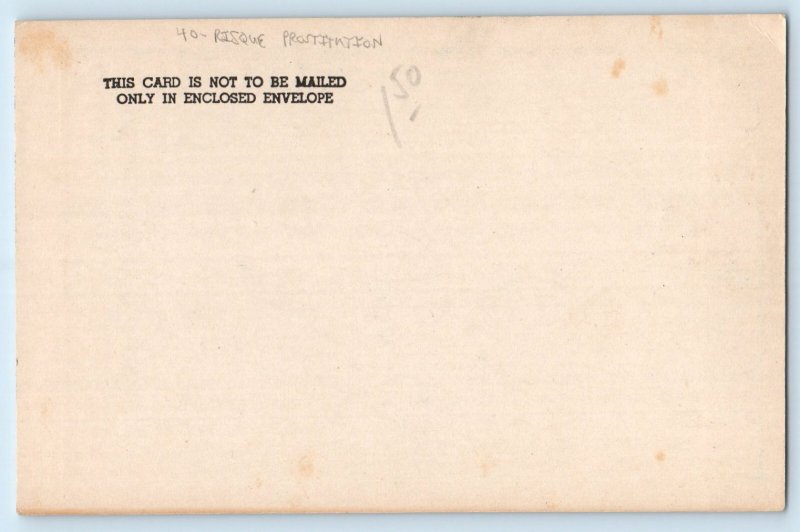 40-RISQUE PROSTITUTION
THIS CARD IS NOT TO BE MAILED
ONLY IN ENCLOSED ENVELOPE
150